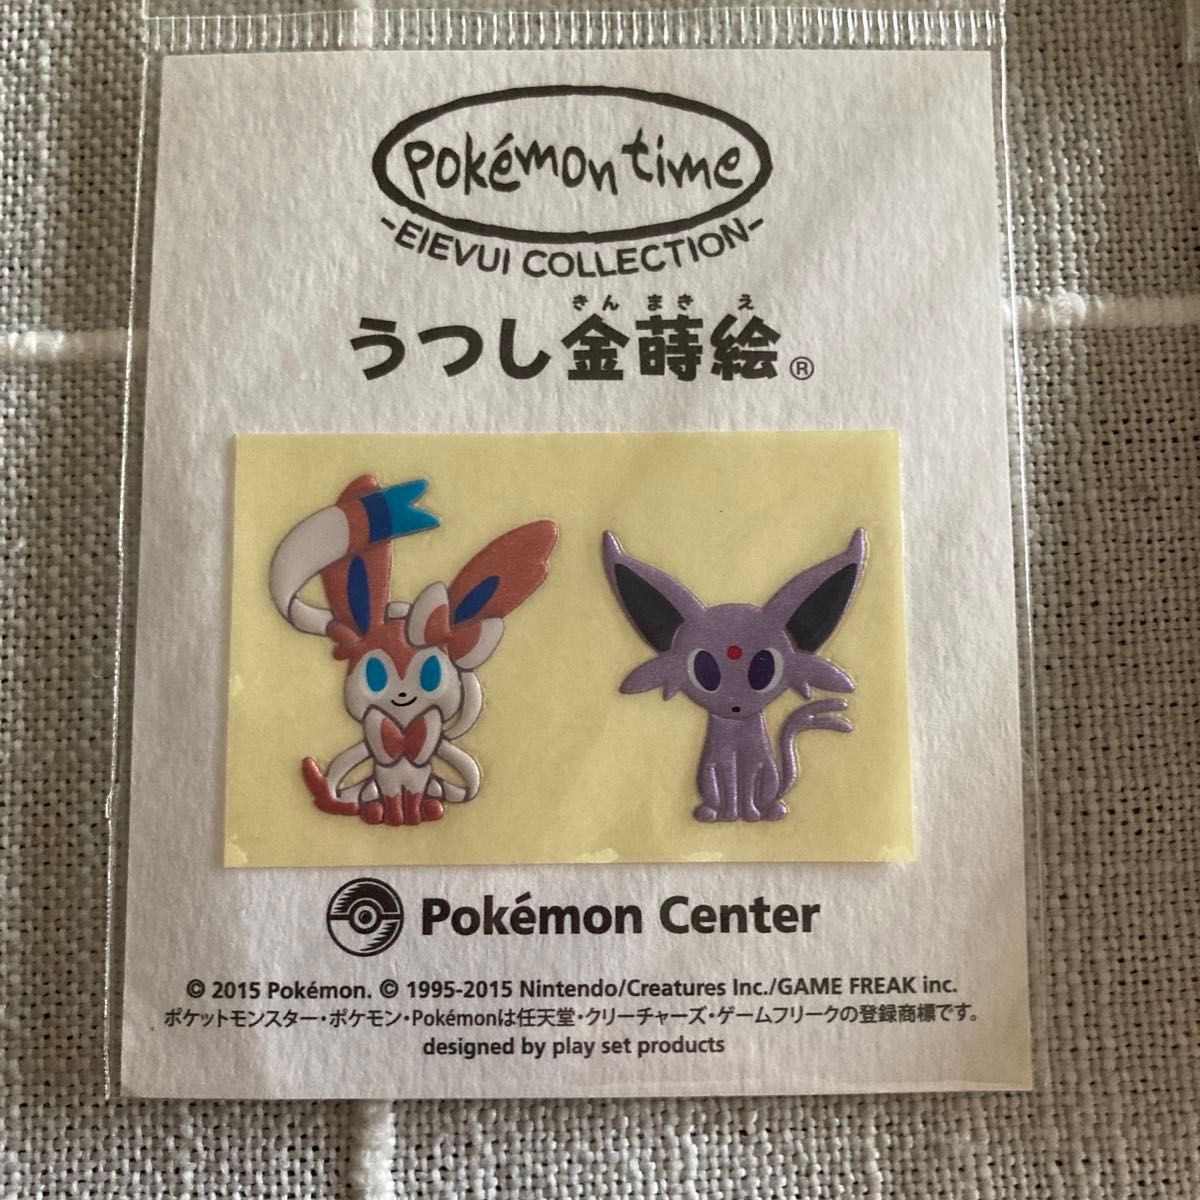 pokémon time
-EIEVUI COLLECTION-
きん まき え
うつし金蒔絵®
Pokémon Center
© 2015 Pokémon. © 1995-2015 Nintendo/Creatures Inc./GAME FREAK inc.
ポケットモンスター・ポケモン・Pokémonは任天堂・クリーチャーズ・ゲームフリークの登録商標です。
designed by play set products